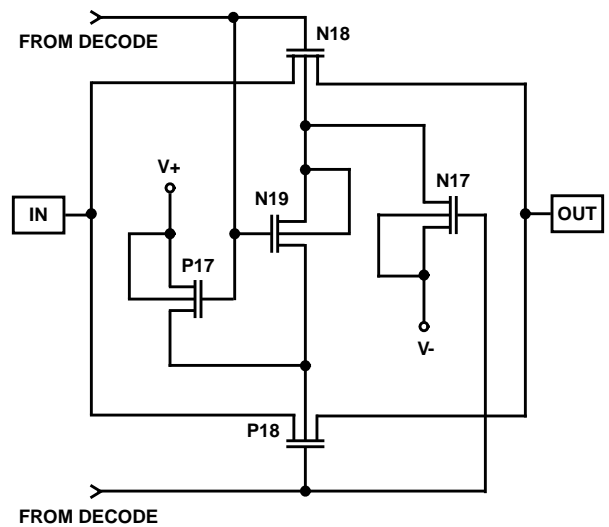 FROM DECODE
N18
V+
N17
N19
IN
OUT
P17
V-
P18
FROM DECODE